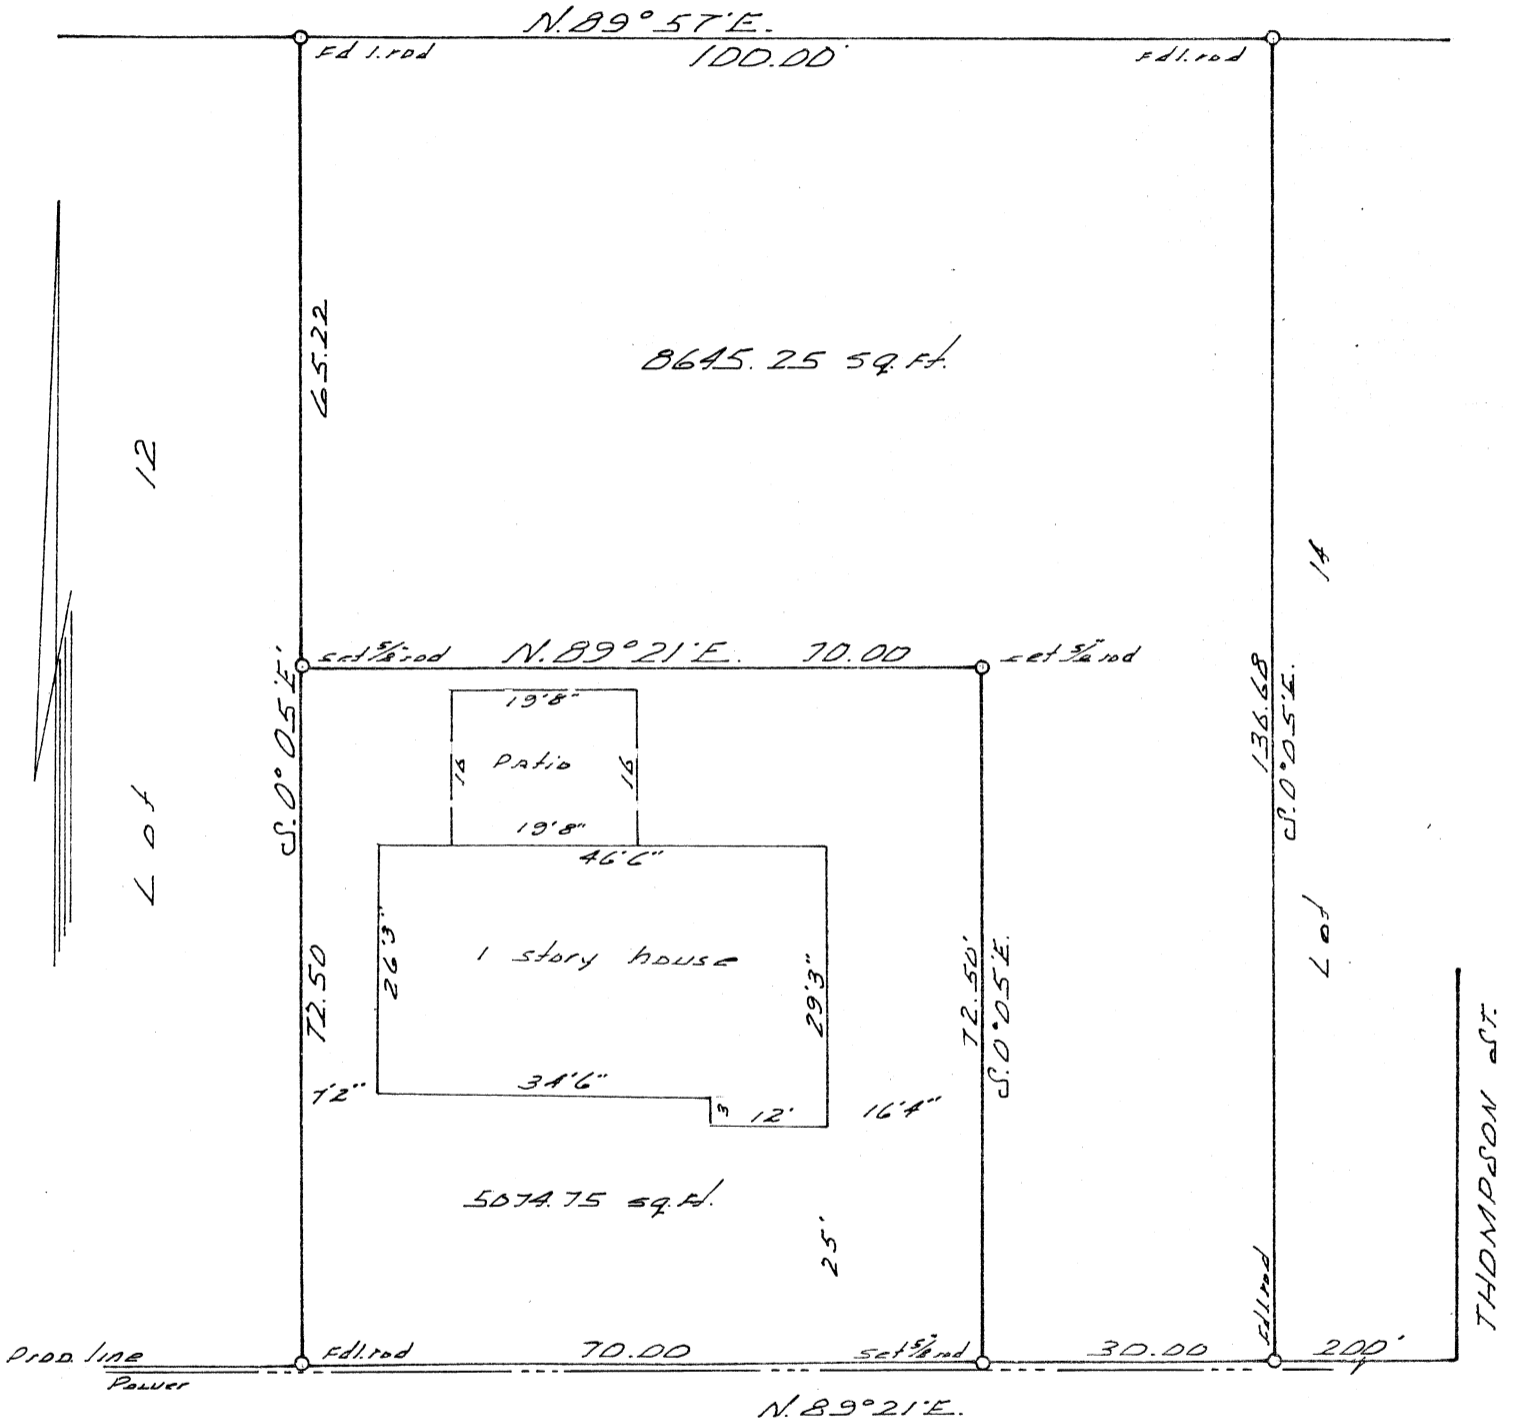 N.89°57'E.
Fd I.rod
100.00'
Fd I.rod
65.22
8645.25 sq.Ft.
12
Lot
14
Lot
set 5/8" rod
N.89°21'E. 70.00
set 5/8" rod
S.0°05'E'
136.68
S.0°05'E.
19'8"
16
Patio
16
19'8"
46'6"
26'3"
1 story house
29'3"
72.50
72.50'
S.0°05'E.
7'2"
34'6"
3
12'
16'4"
5074.75 sq.Ft.
25'
THOMPSON ST.
Prop. line
Power
Fd I.rod
70.00
set 5/8" rod
30.00
Fd I.rod
200'
N.89°21'E.